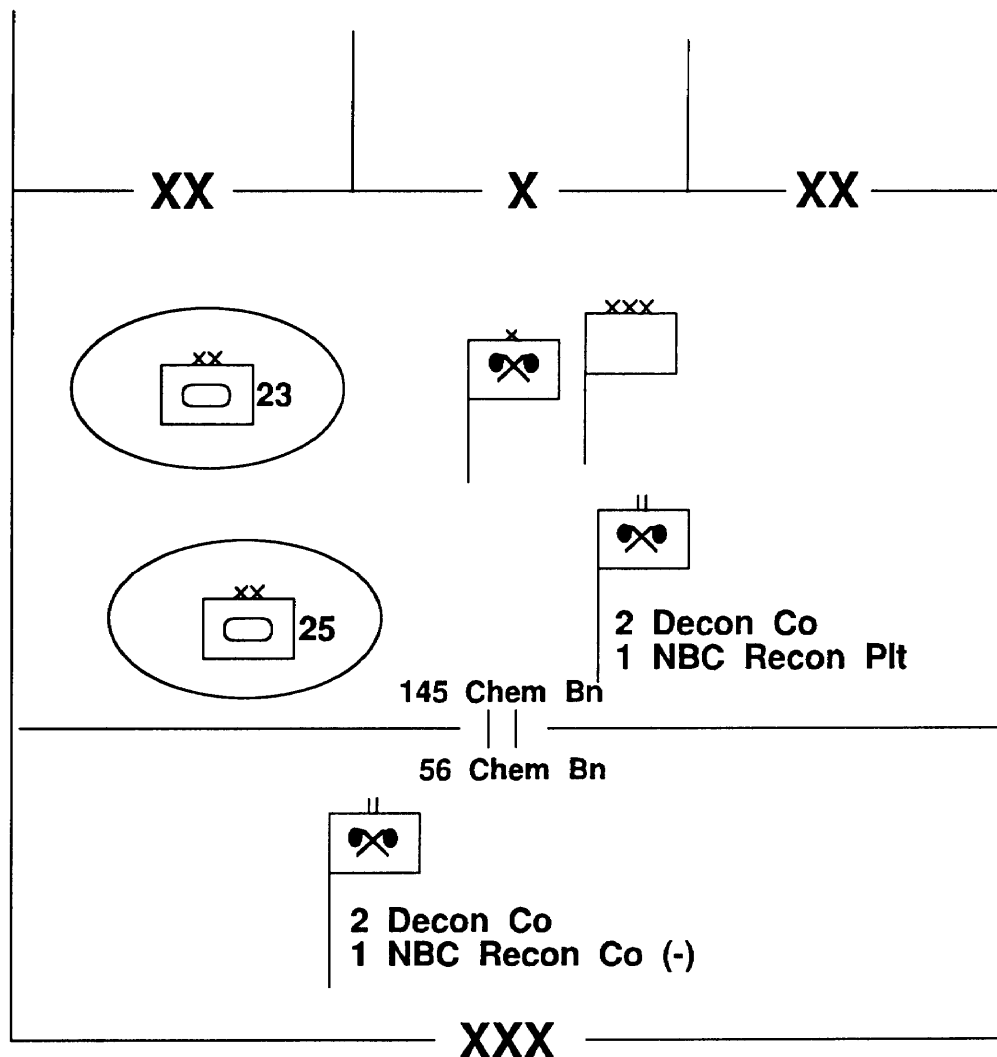 XX X XX
XXX
X
XX
23
II
XX
25
2 Decon Co
1 NBC Recon Plt
145 Chem Bn
II
56 Chem Bn
II
2 Decon Co
1 NBC Recon Co (-)
XXX